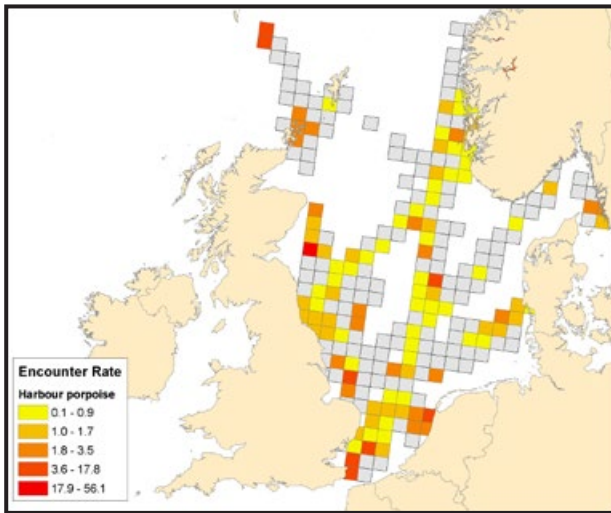 Encounter Rate
Harbour porpoise
0.1 - 0.9
1.0 - 1.7
1.8 - 3.5
3.6 - 17.8
17.9 - 56.1